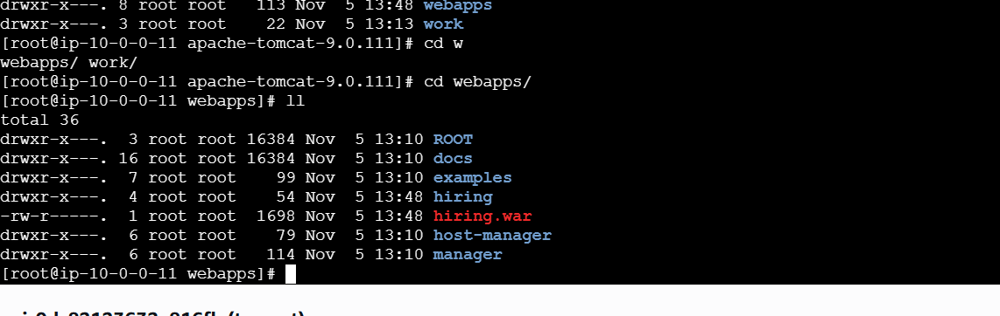 drwxr-x---. 8 root root   113 Nov  5 13:48 webapps
drwxr-x---. 3 root root    22 Nov  5 13:13 work
[root@ip-10-0-0-11 apache-tomcat-9.0.111]# cd w
webapps/ work/
[root@ip-10-0-0-11 apache-tomcat-9.0.111]# cd webapps/
[root@ip-10-0-0-11 webapps]# ll
total 36
drwxr-x---.  3 root root 16384 Nov  5 13:10 ROOT
drwxr-x---. 16 root root 16384 Nov  5 13:10 docs
drwxr-x---.  7 root root    99 Nov  5 13:10 examples
drwxr-x---.  4 root root    54 Nov  5 13:48 hiring
-rw-r-----.  1 root root  1698 Nov  5 13:48 hiring.war
drwxr-x---.  6 root root    79 Nov  5 13:10 host-manager
drwxr-x---.  6 root root   114 Nov  5 13:10 manager
[root@ip-10-0-0-11 webapps]#